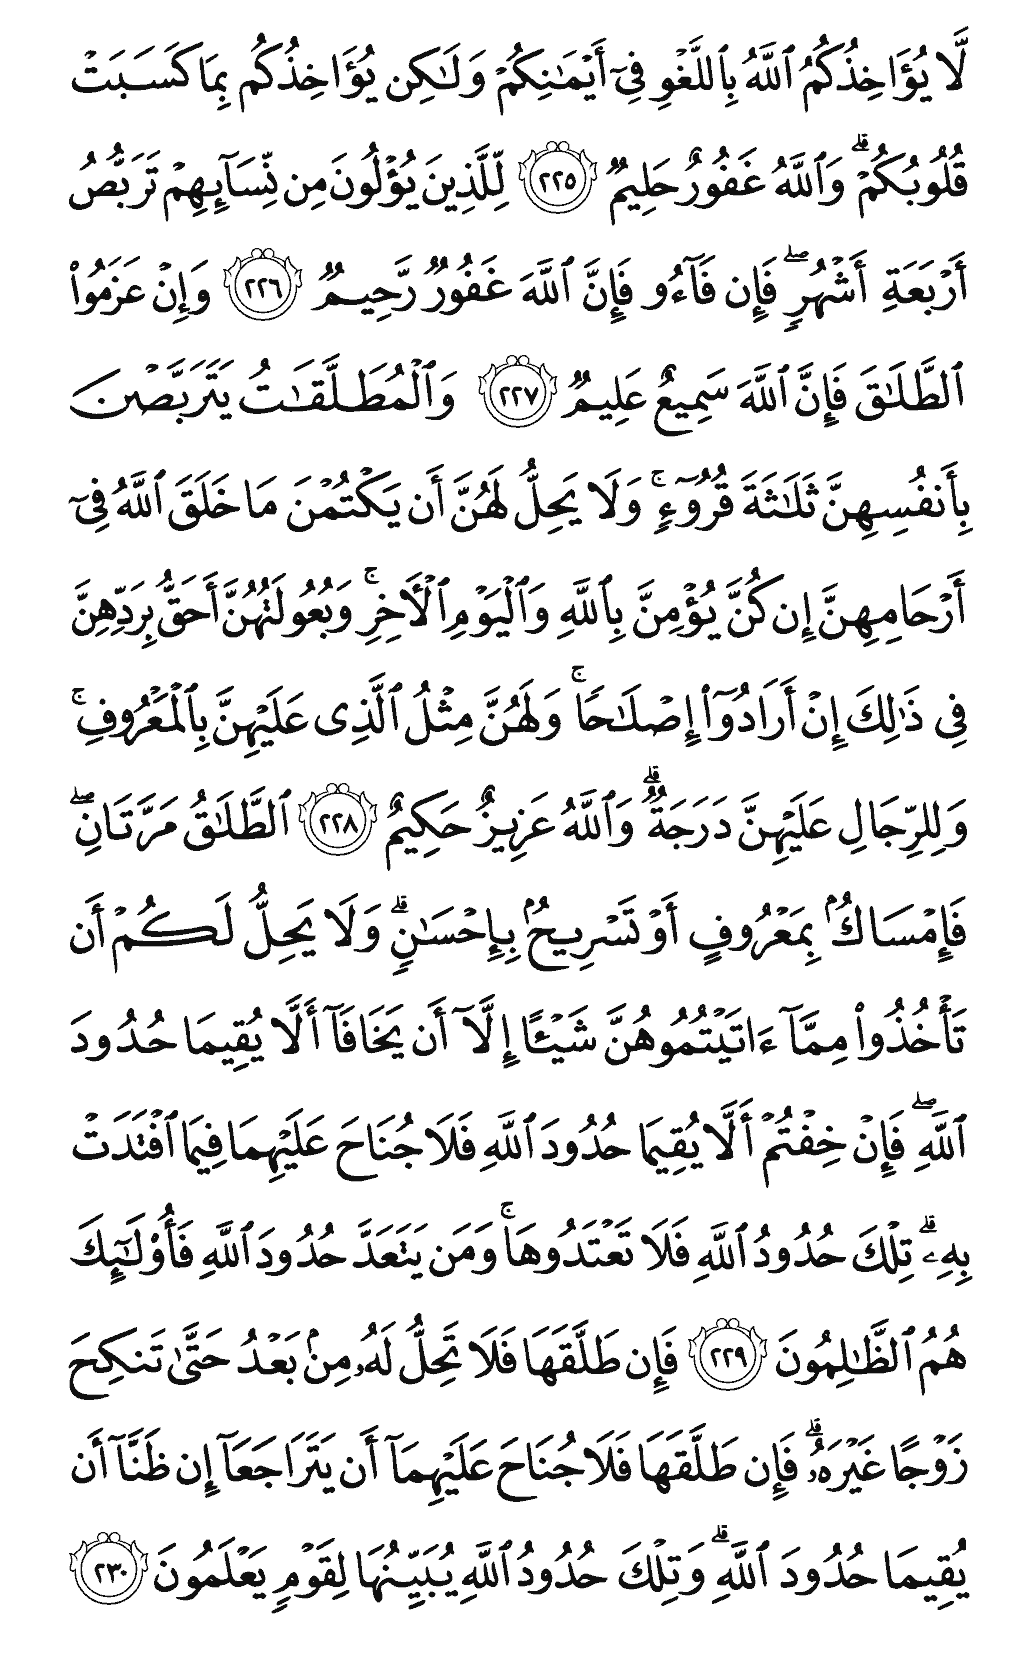 لَّا يُؤَاخِذُكُمُ ٱللَّهُ بِٱللَّغْوِ فِىٓ أَيْمَـٰنِكُمْ وَلَـٰكِن يُؤَاخِذُكُم بِمَا كَسَبَتْ
قُلُوبُكُمْ ۗ وَٱللَّهُ غَفُورٌ حَلِيمٌ ٢٢٥ لِّلَّذِينَ يُؤْلُونَ مِن نِّسَآئِهِمْ تَرَبُّصُ
أَرْبَعَةِ أَشْهُرٍ ۖ فَإِن فَآءُو فَإِنَّ ٱللَّهَ غَفُورٌ رَّحِيمٌ ٢٢٦ وَإِنْ عَزَمُوا۟
ٱلطَّلَـٰقَ فَإِنَّ ٱللَّهَ سَمِيعٌ عَلِيمٌ ٢٢٧ وَٱلْمُطَلَّقَـٰتُ يَتَرَبَّصْنَ
بِأَنفُسِهِنَّ ثَلَـٰثَةَ قُرُوٓءٍ ۚ وَلَا يَحِلُّ لَهُنَّ أَن يَكْتُمْنَ مَا خَلَقَ ٱللَّهُ فِىٓ
أَرْحَامِهِنَّ إِن كُنَّ يُؤْمِنَّ بِٱللَّهِ وَٱلْيَوْمِ ٱلْـَٔاخِرِ ۚ وَبُعُولَتُهُنَّ أَحَقُّ بِرَدِّهِنَّ
فِى ذَٰلِكَ إِنْ أَرَادُوٓا۟ إِصْلَـٰحًا ۚ وَلَهُنَّ مِثْلُ ٱلَّذِى عَلَيْهِنَّ بِٱلْمَعْرُوفِ ۚ
وَلِلرِّجَالِ عَلَيْهِنَّ دَرَجَةٌ ۗ وَٱللَّهُ عَزِيزٌ حَكِيمٌ ٢٢٨ ٱلطَّلَـٰقُ مَرَّتَانِ ۖ
فَإِمْسَاكٌۢ بِمَعْرُوفٍ أَوْ تَسْرِيحٌۢ بِإِحْسَـٰنٍ ۗ وَلَا يَحِلُّ لَكُمْ أَن
تَأْخُذُوا۟ مِمَّآ ءَاتَيْتُمُوهُنَّ شَيْـًٔا إِلَّآ أَن يَخَافَآ أَلَّا يُقِيمَا حُدُودَ
ٱللَّهِ ۖ فَإِنْ خِفْتُمْ أَلَّا يُقِيمَا حُدُودَ ٱللَّهِ فَلَا جُنَاحَ عَلَيْهِمَا فِيمَا ٱفْتَدَتْ
بِهِۦ ۗ تِلْكَ حُدُودُ ٱللَّهِ فَلَا تَعْتَدُوهَا ۚ وَمَن يَتَعَدَّ حُدُودَ ٱللَّهِ فَأُو۟لَـٰٓئِكَ
هُمُ ٱلظَّـٰلِمُونَ ٢٢٩ فَإِن طَلَّقَهَا فَلَا تَحِلُّ لَهُۥ مِنۢ بَعْدُ حَتَّىٰ تَنكِحَ
زَوْجًا غَيْرَهُۥ ۗ فَإِن طَلَّقَهَا فَلَا جُنَاحَ عَلَيْهِمَآ أَن يَتَرَاجَعَآ إِن ظَنَّآ أَن
يُقِيمَا حُدُودَ ٱللَّهِ ۗ وَتِلْكَ حُدُودُ ٱللَّهِ يُبَيِّنُهَا لِقَوْمٍ يَعْلَمُونَ ٢٣٠